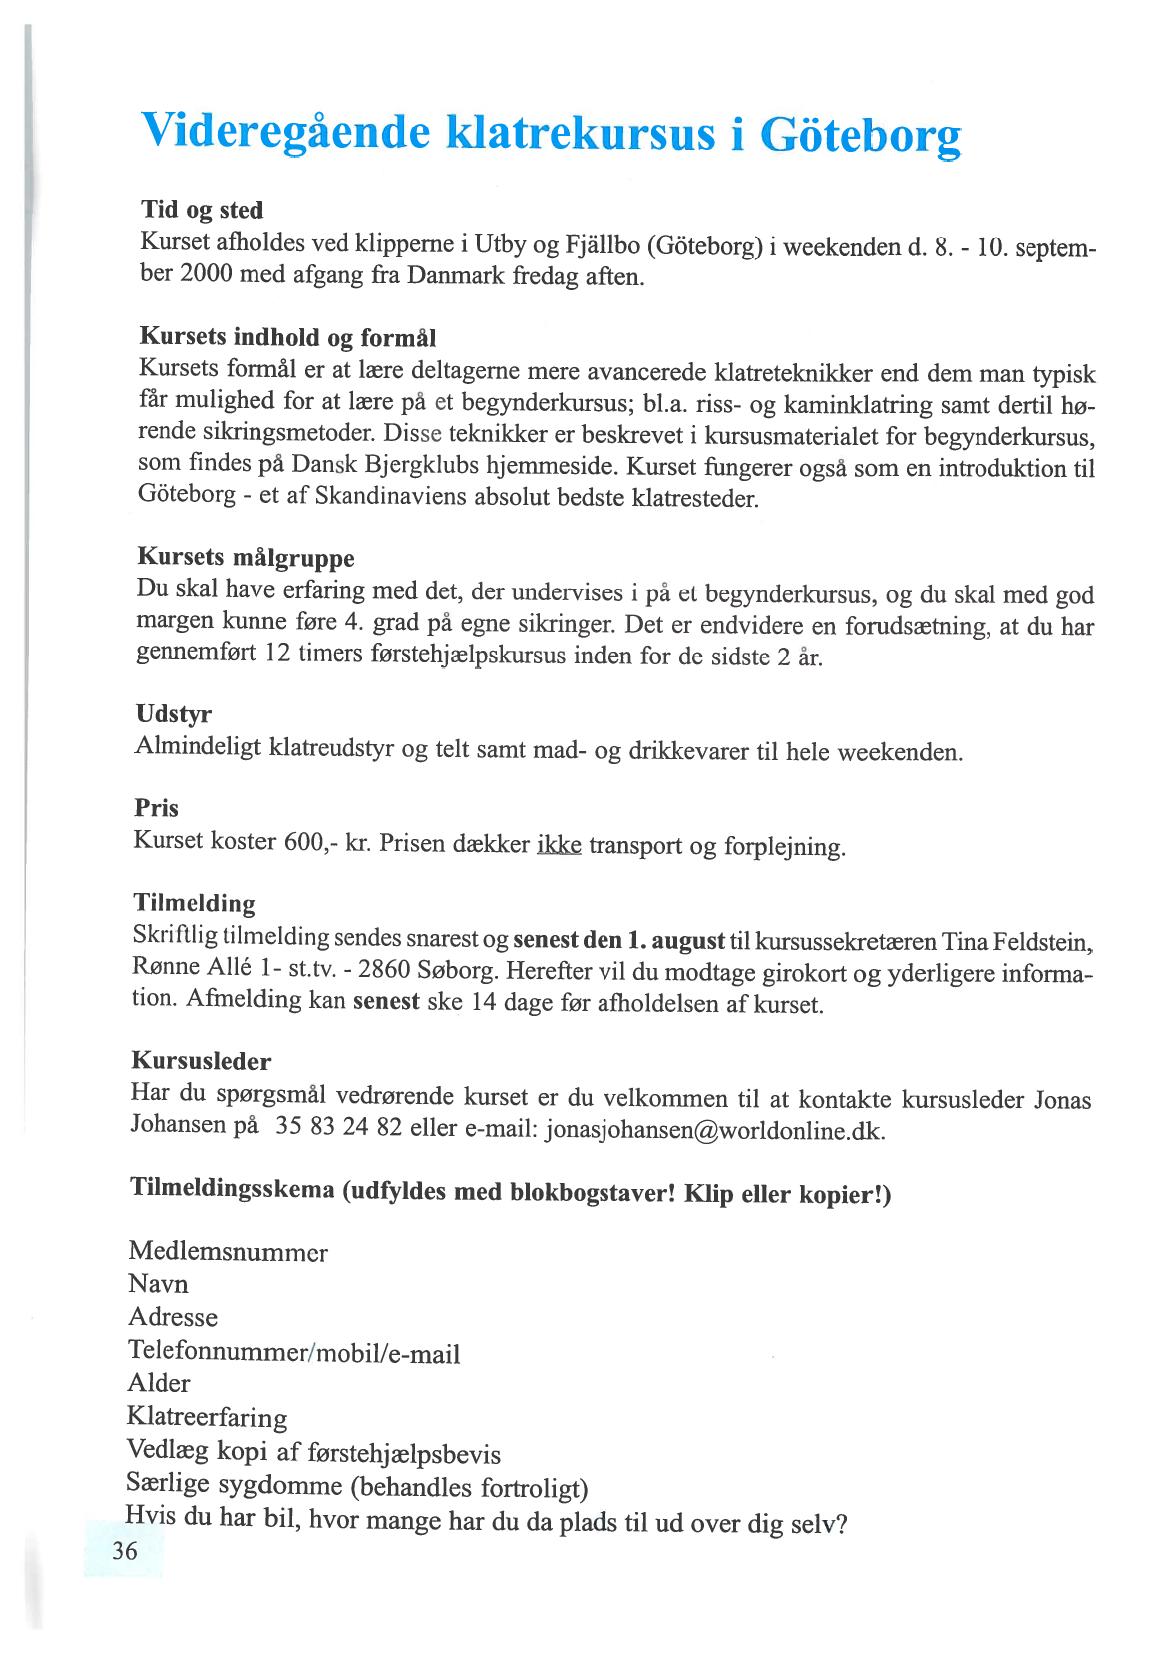 Videregående klatrekursus i Göteborg
Tid og sted
Kurset afholdes ved klipperne i Utby og Fjällbo (Göteborg) i weekenden d. 8. - 10. septem-
ber 2000 med afgang fra Danmark fredag aften.
Kursets indhold og formål
Kursets formål er at lære deltagerne mere avancerede klatreteknikker end dem man typisk
får mulighed for at lære på et begynderkursus; bl.a. riss- og kaminklatring samt dertil hø-
rende sikringsmetoder. Disse teknikker er beskrevet i kursusmaterialet for begynderkursus,
som findes på Dansk Bjergklubs hjemmeside. Kurset fungerer også som en introduktion til
Göteborg - et af Skandinaviens absolut bedste klatresteder.
Kursets målgruppe
Du skal have erfaring med det, der undervises i på et begynderkursus, og du skal med god
margen kunne føre 4. grad på egne sikringer. Det er endvidere en forudsætning, at du har
gennemført 12 timers førstehjælpskursus inden for de sidste 2 år.
Udstyr
Almindeligt klatreudstyr og telt samt mad- og drikkevarer til hele weekenden.
Pris
Kurset koster 600,- kr. Prisen dækker ikke transport og forplejning.
Tilmelding
Skriftlig tilmelding sendes snarest og senest den 1. august til kursussekretæren Tina Feldstein,
Rønne Allé 1- st.tv. - 2860 Søborg. Herefter vil du modtage girokort og yderligere informa-
tion. Afmelding kan senest ske 14 dage før afholdelsen af kurset.
Kursusleder
Har du spørgsmål vedrørende kurset er du velkommen til at kontakte kursusleder Jonas
Johansen på 35 83 24 82 eller e-mail: jonasjohansen@worldonline.dk.
Tilmeldingsskema (udfyldes med blokbogstaver! Klip eller kopier!)
Medlemsnummer
Navn
Adresse
Telefonnummer/mobil/e-mail
Alder
Klatreerfaring
Vedlæg kopi af førstehjælpsbevis
Særlige sygdomme (behandles fortroligt)
Hvis du har bil, hvor mange har du da plads til ud over dig selv?
36